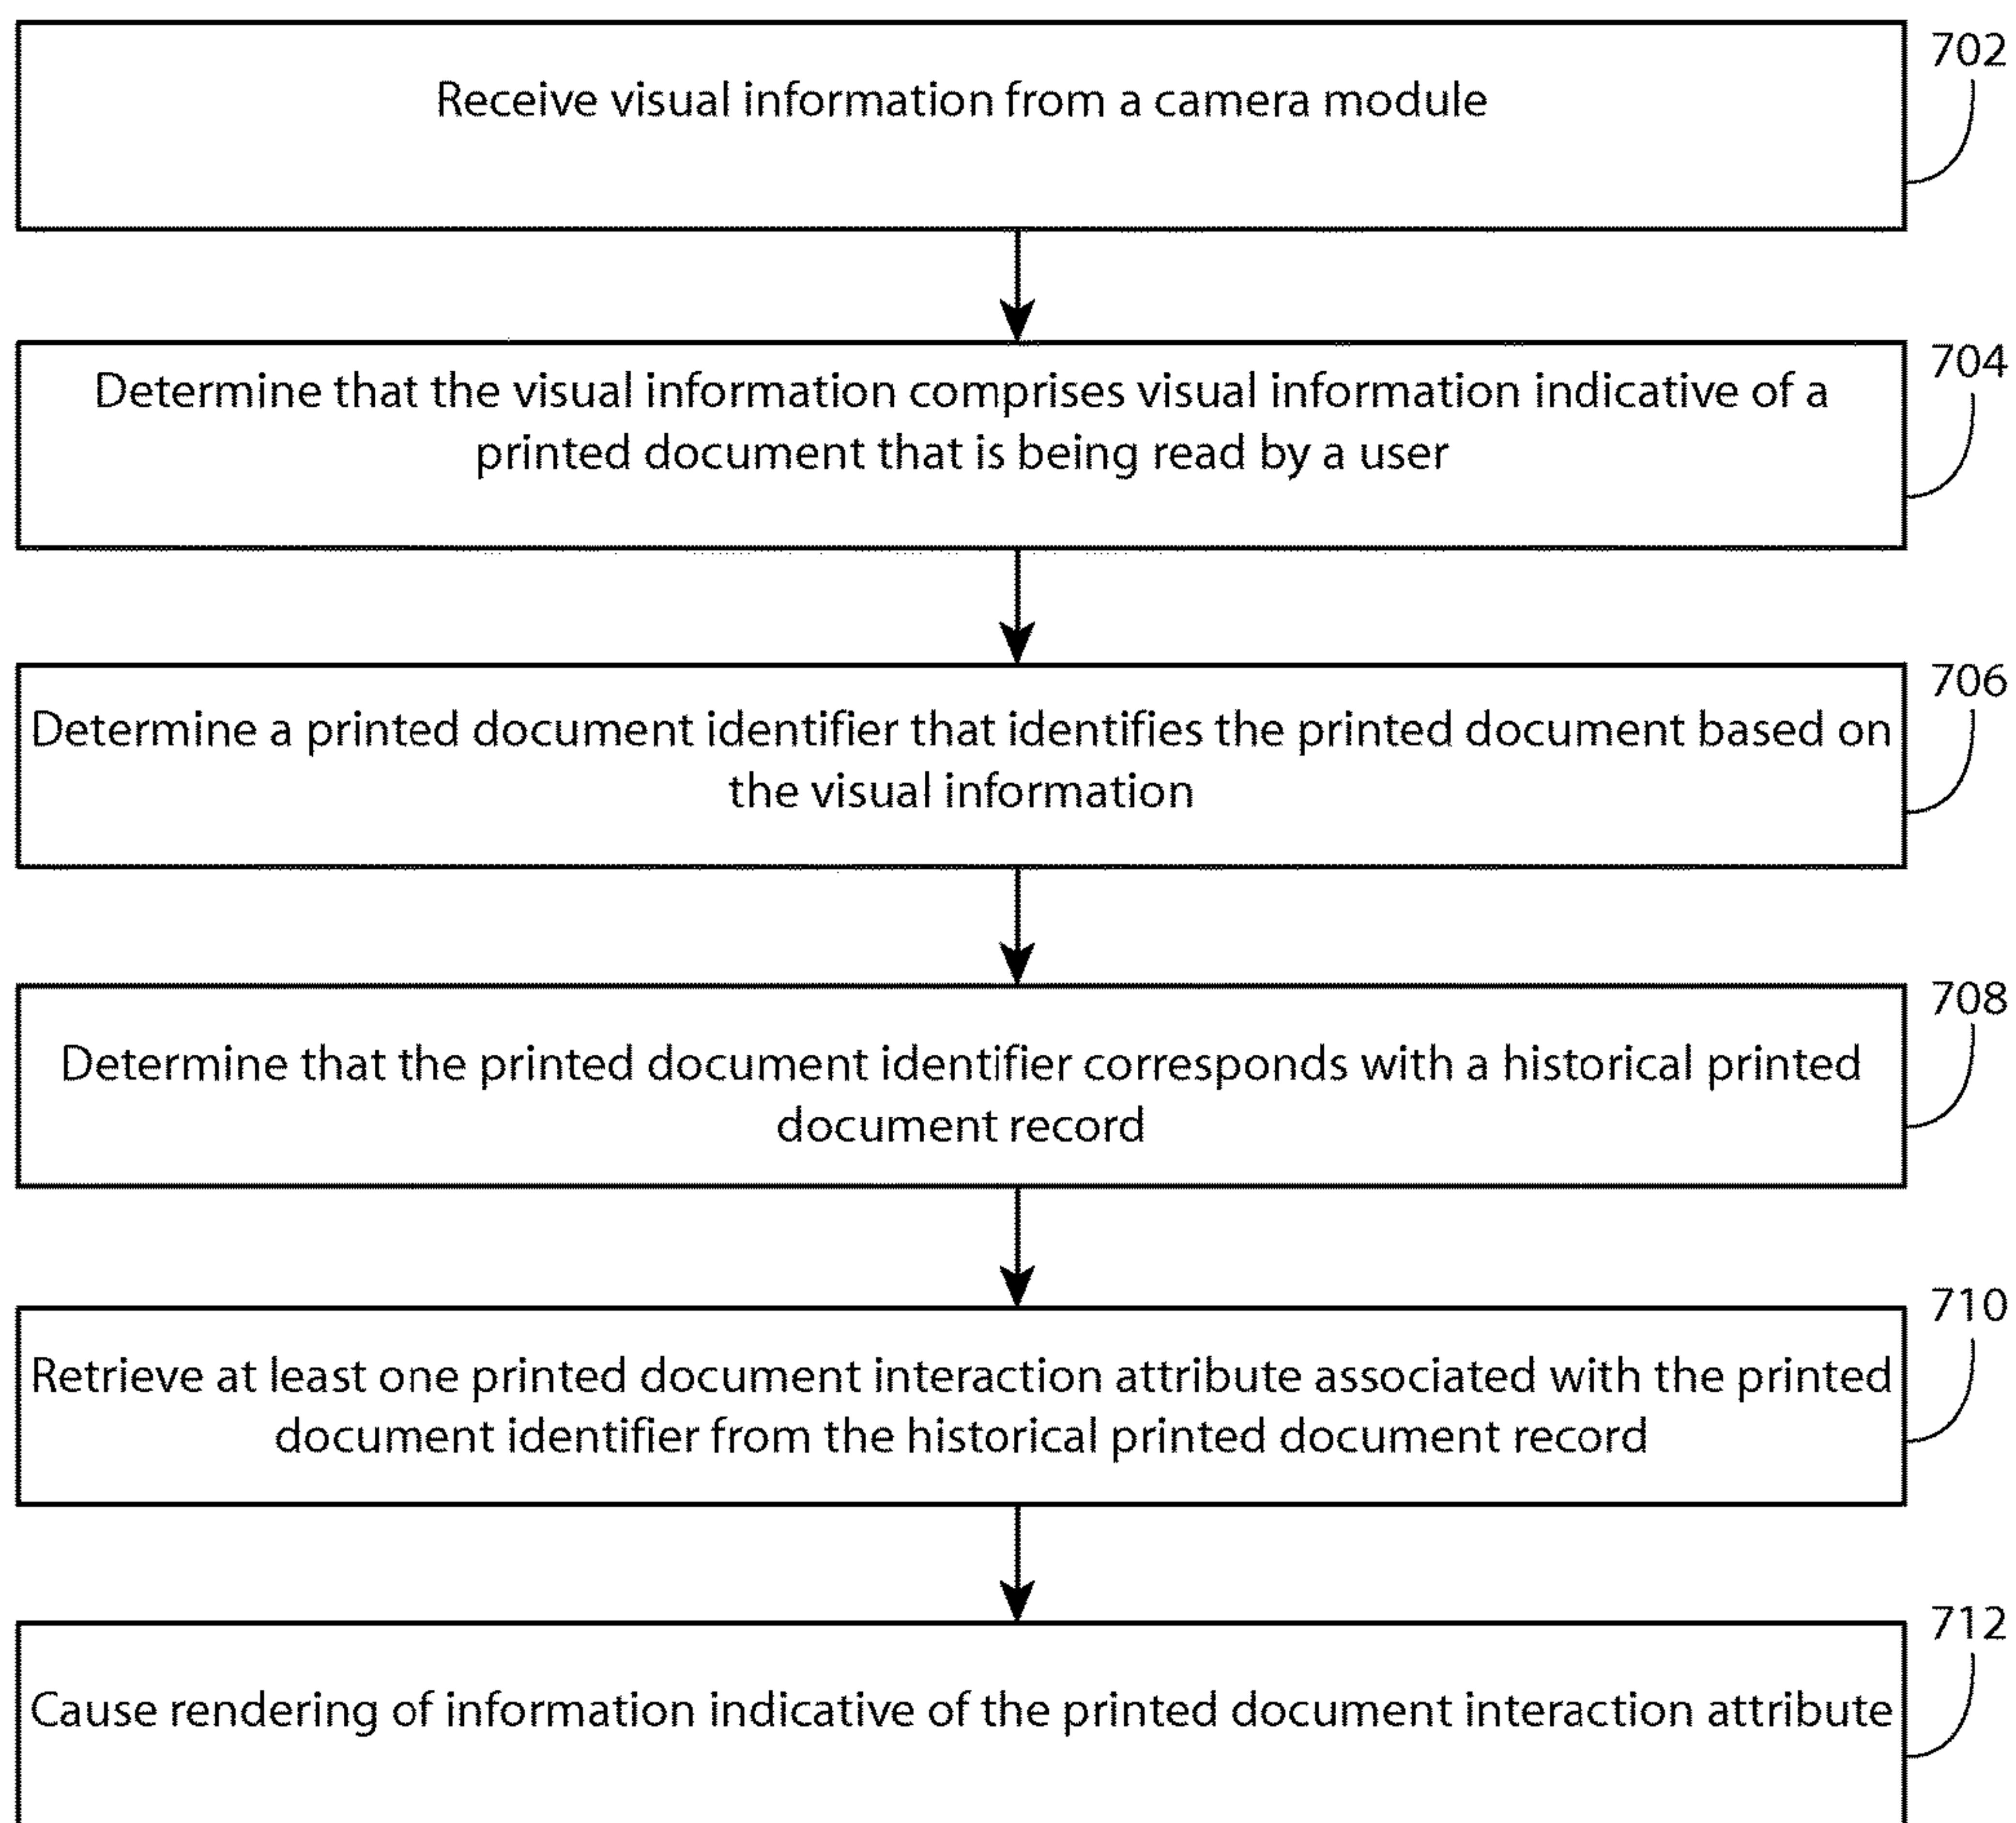 702
Receive visual information from a camera module
704
Determine that the visual information comprises visual information indicative of a
printed document that is being read by a user
706
Determine a printed document identifier that identifies the printed document based on
the visual information
708
Determine that the printed document identifier corresponds with a historical printed
document record
710
Retrieve at least one printed document interaction attribute associated with the printed
document identifier from the historical printed document record
712
Cause rendering of information indicative of the printed document interaction attribute